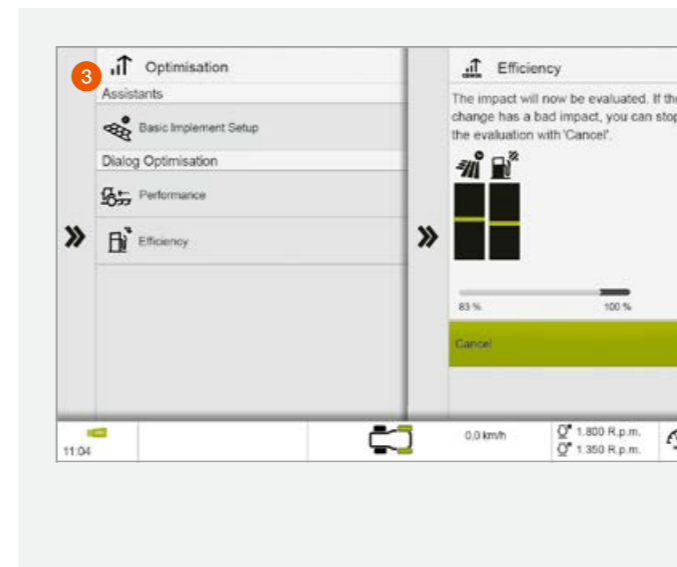 3
Optimisation
Assistants
Basic Implement Setup
Dialog Optimisation
Performance
Efficiency
Efficiency
The impact will now be evaluated. If the
change has a bad impact, you can stop
the evaluation with 'Cancel'.
83 %
100 %
Cancel
11:04
0,0 km/h
1.800 R.p.m.
1.350 R.p.m.